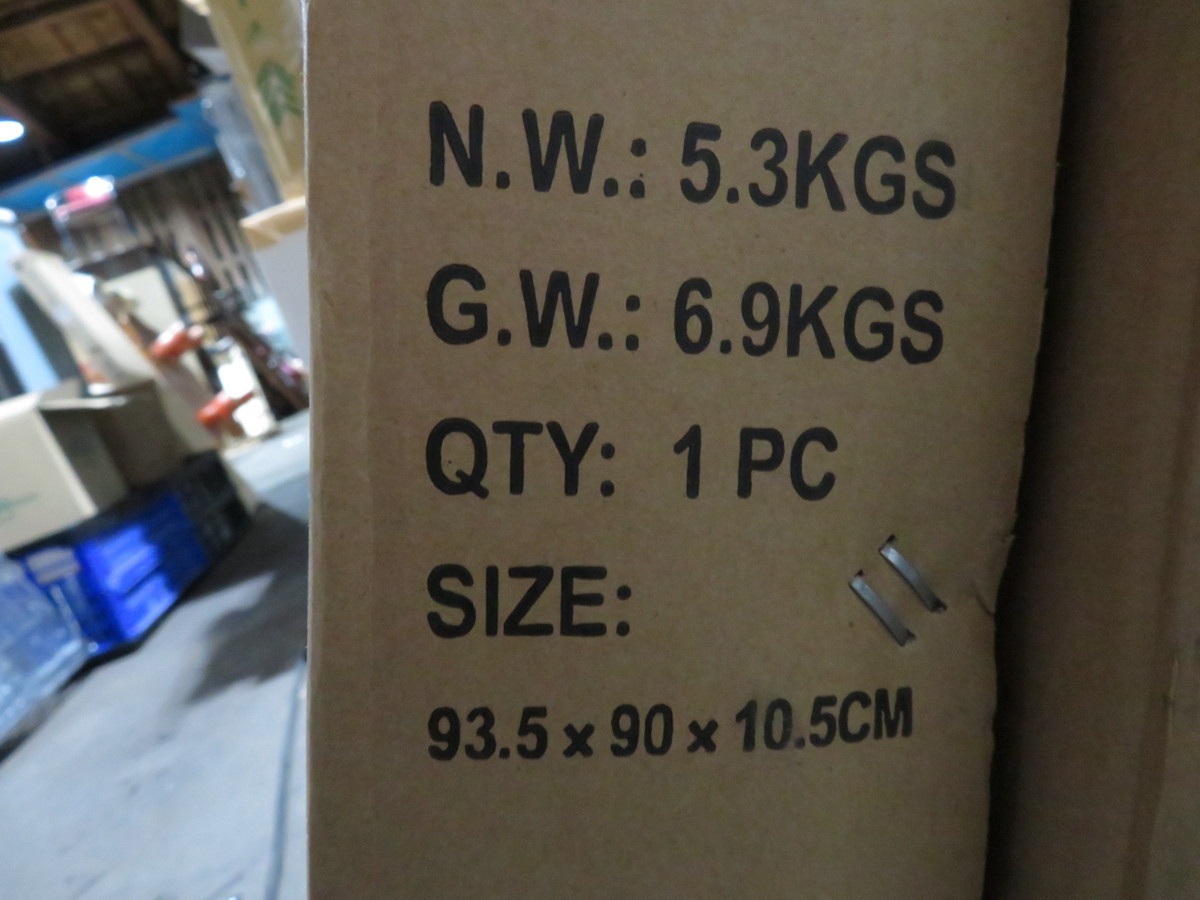 N.W.: 5.3KGS
G.W.: 6.9KGS
QTY: 1 PC
SIZE:
93.5 x 90 x 10.5CM